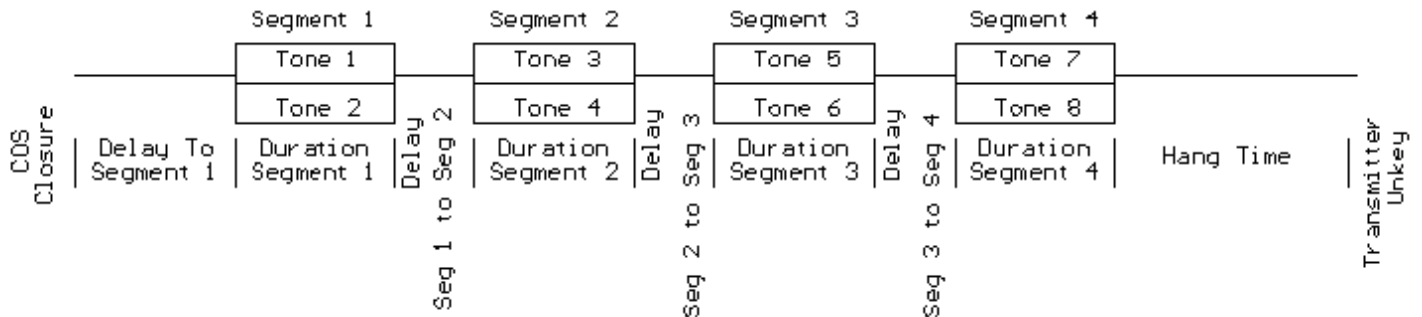 Segment 1
Segment 2
Segment 3
Segment 4
Tone 1
Tone 3
Tone 5
Tone 7
Tone 2
Tone 4
Tone 6
Tone 8
COS
Closure
Delay To
Segment 1
Duration
Segment 1
Delay
Seg 1 to Seg 2
Duration
Segment 2
Delay
Seg 2 to Seg 3
Duration
Segment 3
Delay
Seg 3 to Seg 4
Duration
Segment 4
Hang Time
Transmitter
Unkey